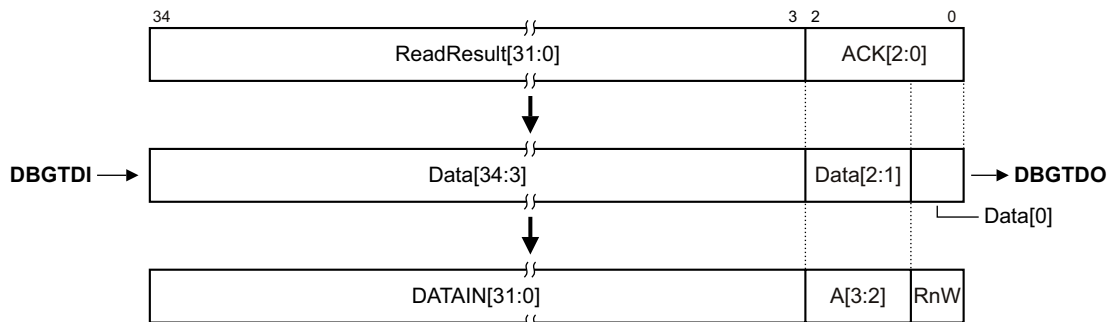 34 3 2 0
ReadResult[31:0] ACK[2:0]
DBGTDI Data[34:3] Data[2:1] DBGTDO
Data[0]
DATAIN[31:0] A[3:2] RnW